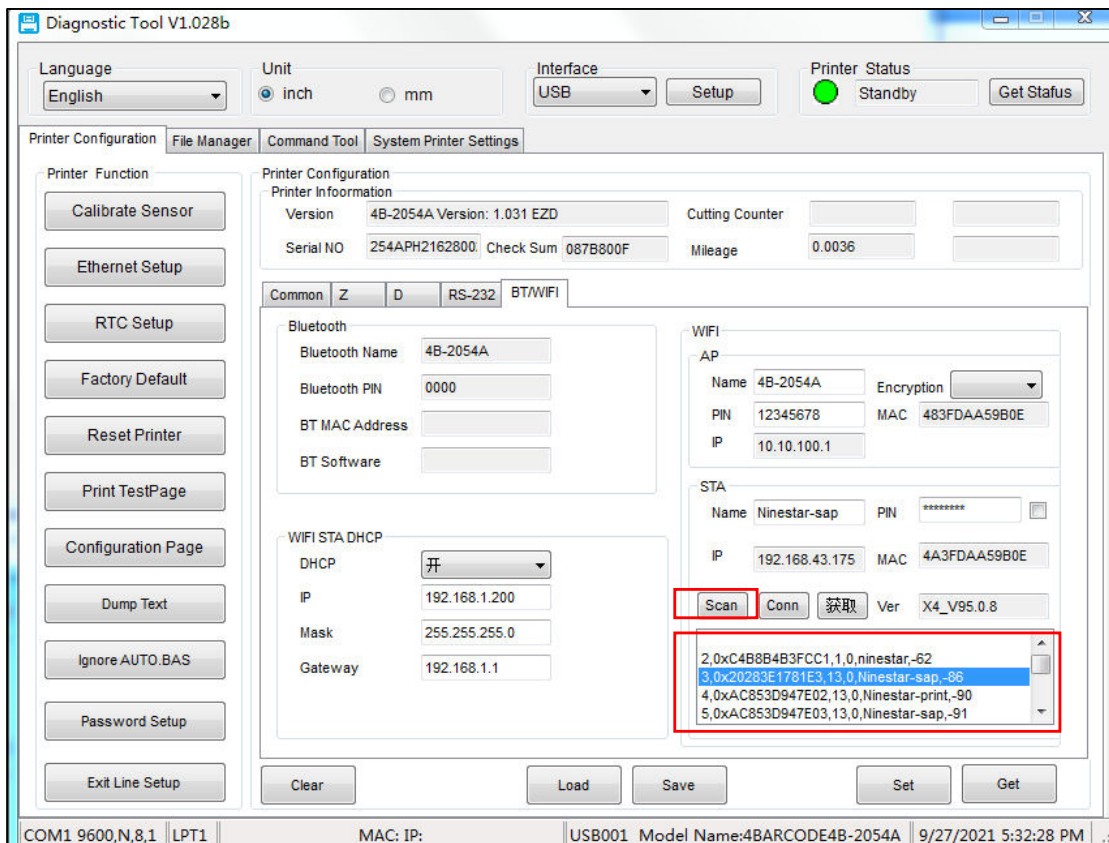 Diagnostic Tool V1.028b
Language
English
Unit
inch
mm
Interface
USB
Setup
Printer Status
Standby
Get Stafus
Printer Configuration
File Manager
Command Tool
System Printer Settings
Printer Function
Calibrate Sensor
Ethernet Setup
RTC Setup
Factory Default
Reset Printer
Print TestPage
Configuration Page
Dump Text
Ignore AUTO.BAS
Password Setup
Exit Line Setup
Printer Configuration
Printer Infoormation
Version 4B-2054A Version: 1.031 EZD
Cutting Counter
Serial NO 254APH2162800 Check Sum 087B800F
Mileage 0.0036
Common
Z
D
RS-232
BT/WIFI
Bluetooth
Bluetooth Name 4B-2054A
Bluetooth PIN 0000
BT MAC Address
BT Software
WIFI STA DHCP
DHCP 开
IP 192.168.1.200
Mask 255.255.255.0
Gateway 192.168.1.1
WIFI
AP
Name 4B-2054A Encryption
PIN 12345678 MAC 483FDAA59B0E
IP 10.10.100.1
STA
Name Ninestar-sap PIN ********
IP 192.168.43.175 MAC 4A3FDAA59B0E
Scan Conn 获取 Ver X4_V95.0.8
2,0xC4B8B4B3FCC1,1,0,ninestar,-62
3,0x20283E1781E3,13,0,Ninestar-sap,-86
4,0xAC853D947E02,13,0,Ninestar-print,-90
5,0xAC853D947E03,13,0,Ninestar-sap,-91
Clear
Load
Save
Set
Get
COM1 9600,N,8,1 LPT1 MAC: IP: USB001 Model Name:4BARCODE4B-2054A 9/27/2021 5:32:28 PM